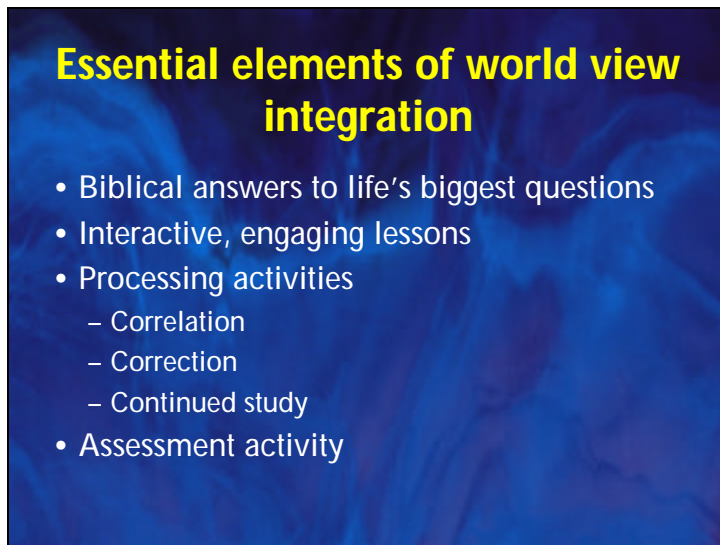 Essential elements of world view
integration
• Biblical answers to life's biggest questions
• Interactive, engaging lessons
• Processing activities
– Correlation
– Correction
– Continued study
• Assessment activity